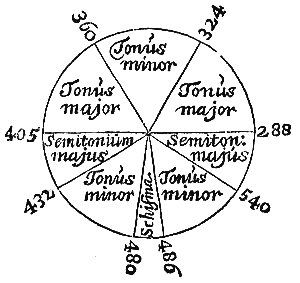 360
324
Tonus
minor
Tonus
major
Tonus
major
405
288
Semitonium
majus
Semiton:
majus
432
540
Tonus
minor
Tonus
minor
Schisma.
480
486